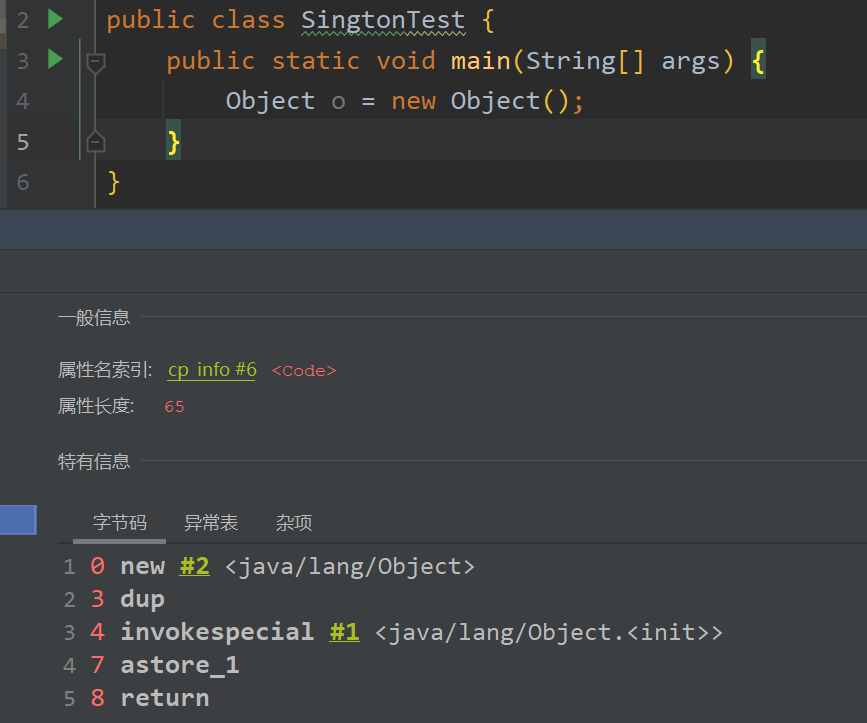 2 public class SingtonTest {
3 public static void main(String[] args) {
4 Object o = new Object();
5 }
6 }
一般信息
属性名索引: cp_info #6 <Code>
属性长度: 65
特有信息
字节码 异常表 杂项
1 0 new #2 <java/lang/Object>
2 3 dup
3 4 invokespecial #1 <java/lang/Object.<init>>
4 7 astore_1
5 8 return